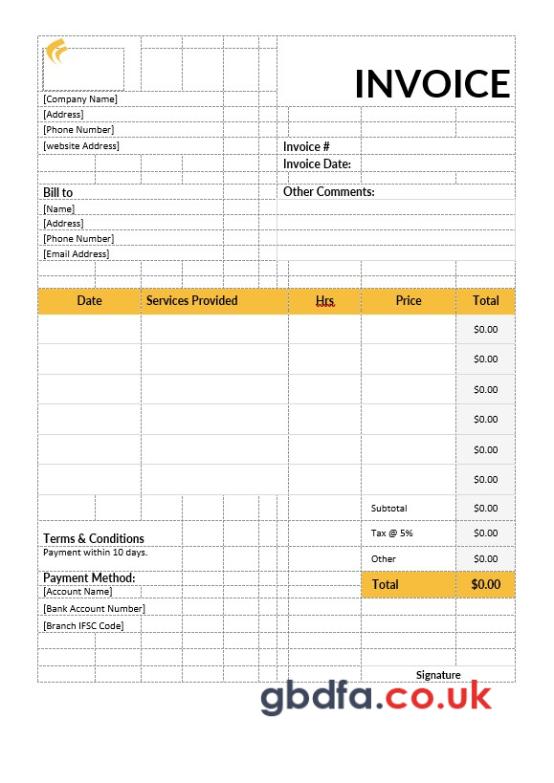 INVOICE
[Company Name]
[Address]
[Phone Number]
[website Address]
Invoice #
Invoice Date:
Bill to
Other Comments:
[Name]
[Address]
[Phone Number]
[Email Address]
Date Services Provided Hrs Price Total
$0.00
$0.00
$0.00
$0.00
$0.00
$0.00
Subtotal $0.00
Tax @ 5% $0.00
Other $0.00
Total $0.00
Terms & Conditions
Payment within 10 days.
Payment Method:
[Account Name]
[Bank Account Number]
[Branch IFSC Code]
Signature
gbdfa.co.uk